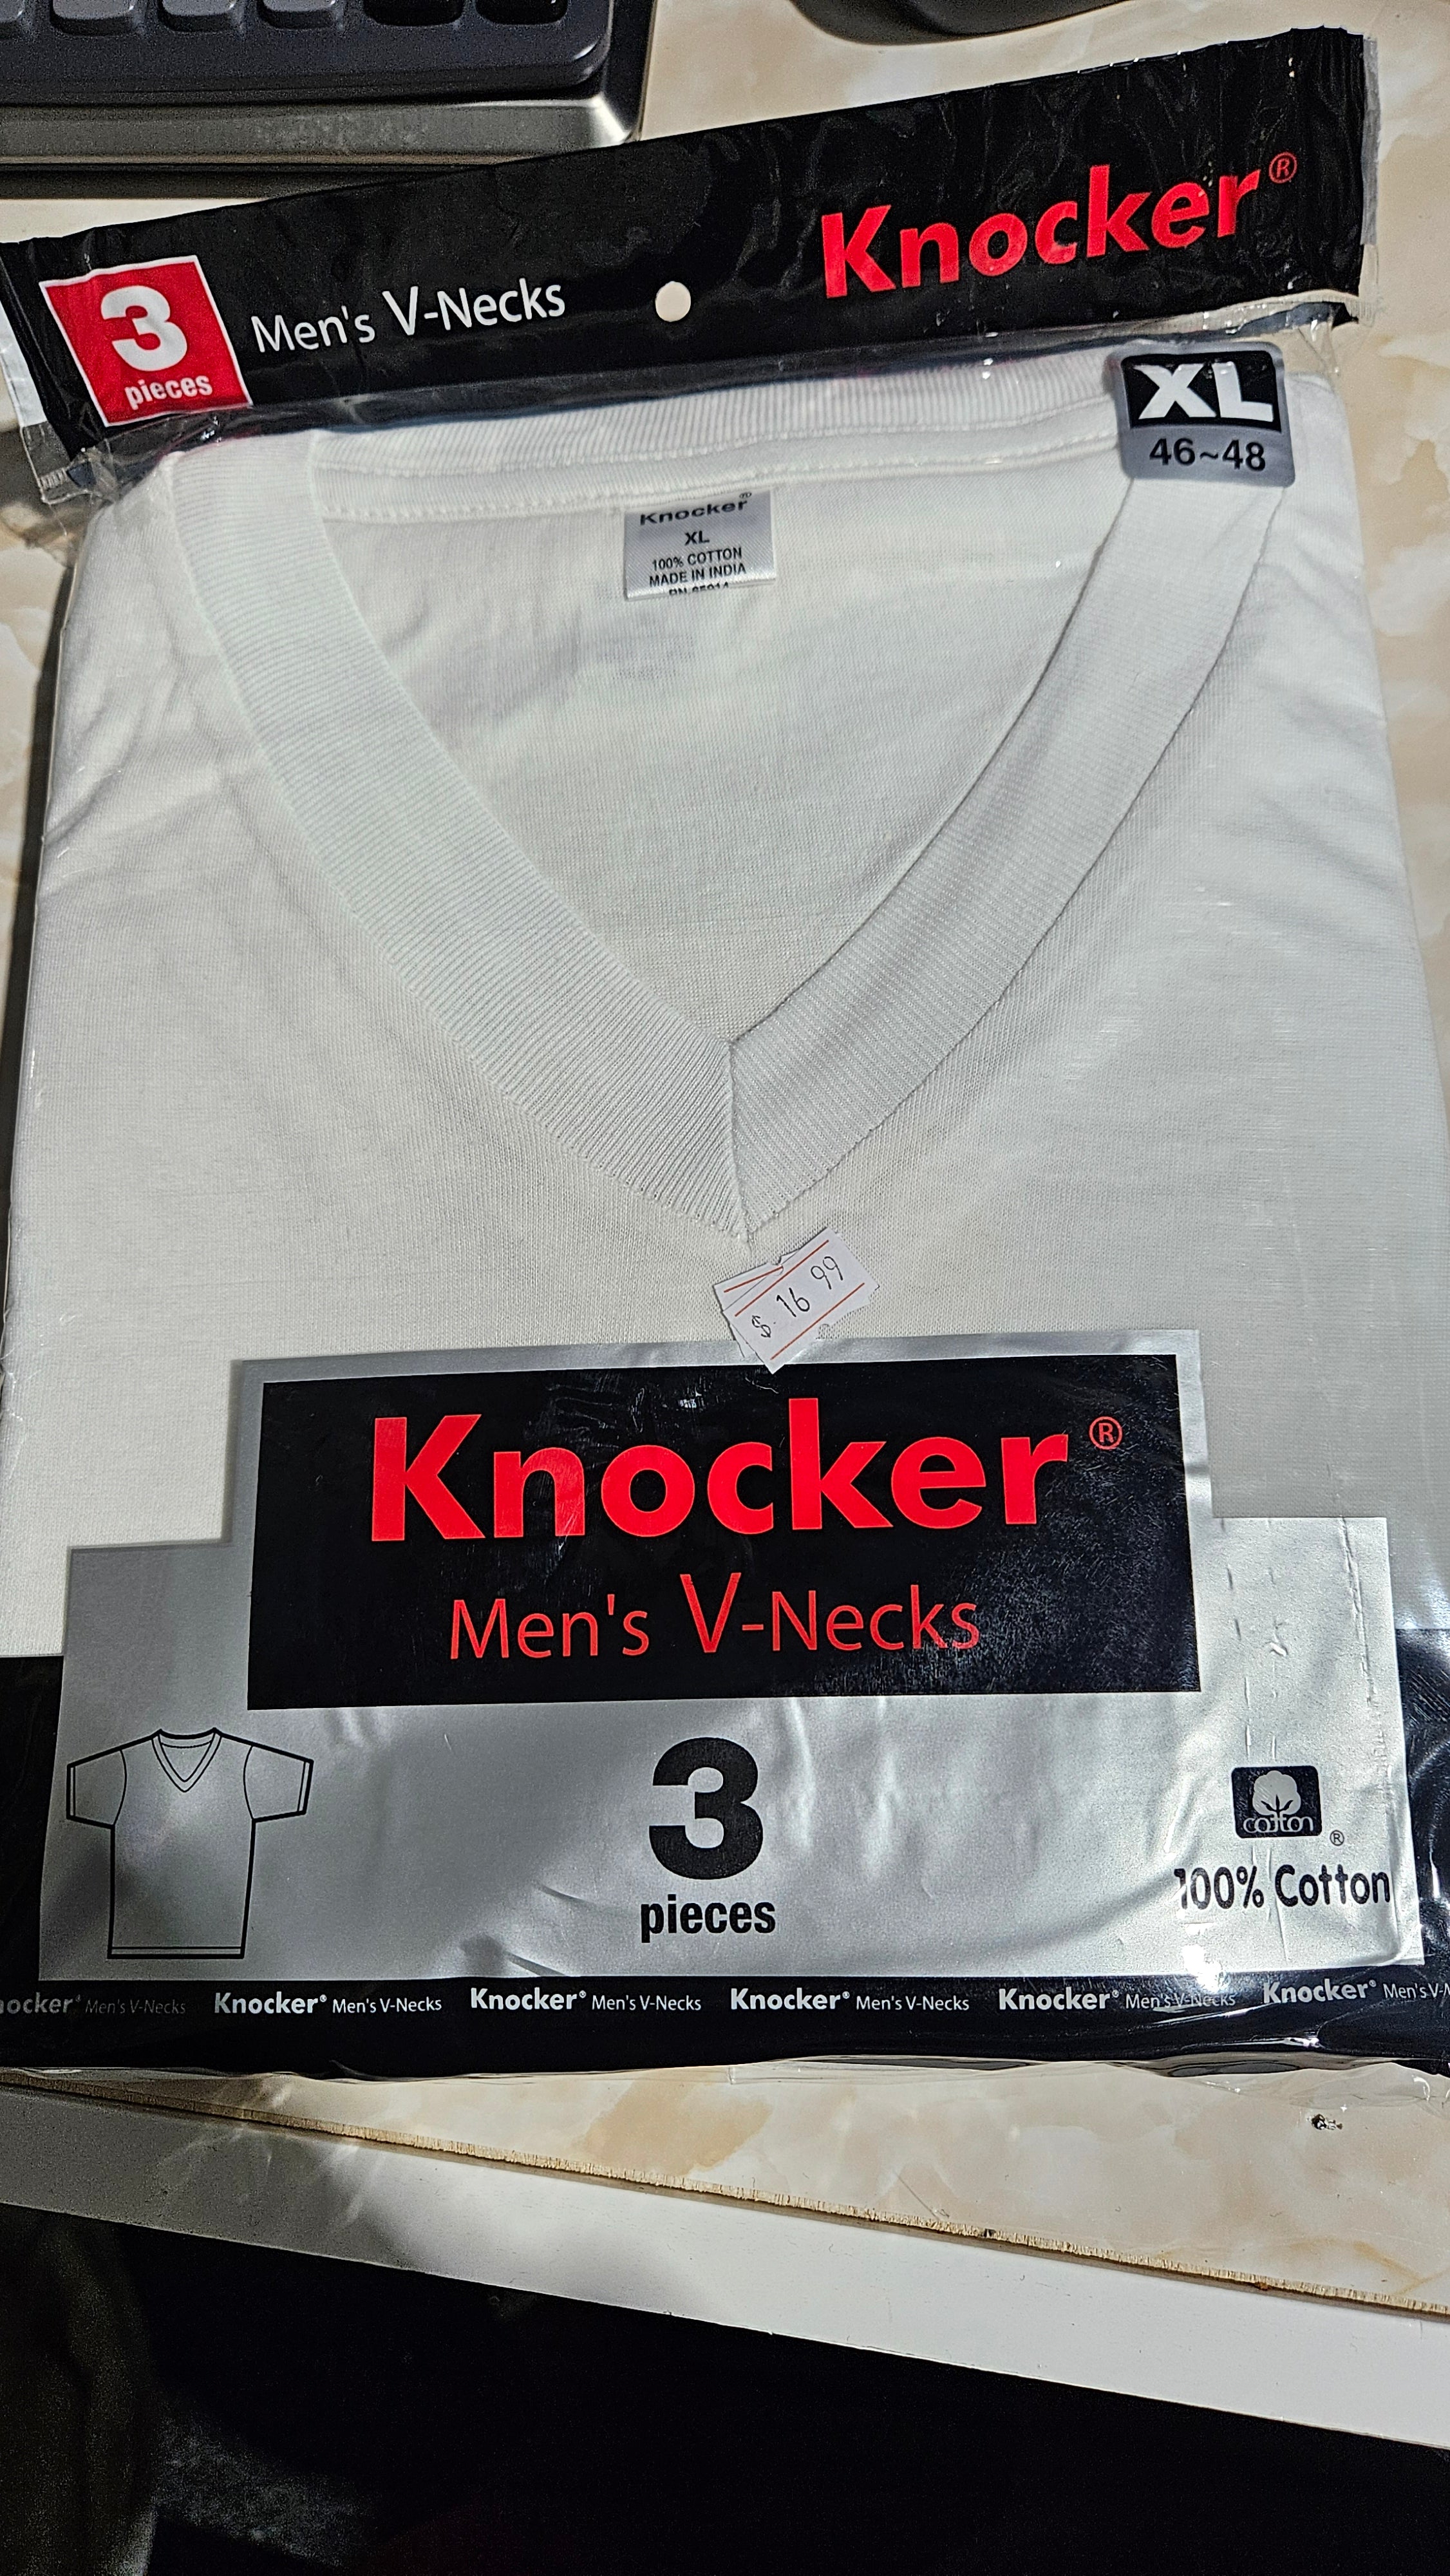 Knocker®
3
pieces
Men's V-Necks
XL
46~48
Knocker®
XL
100% COTTON
MADE IN INDIA
$ 16 99
Knocker®
Men's V-Necks
3
pieces
cotton
®
100% Cotton
Men's V-Necks Knocker® Men's V-Necks Knocker® Men's V-Necks Knocker® Men's V-Necks Knocker® Men's V-Necks Knocker®